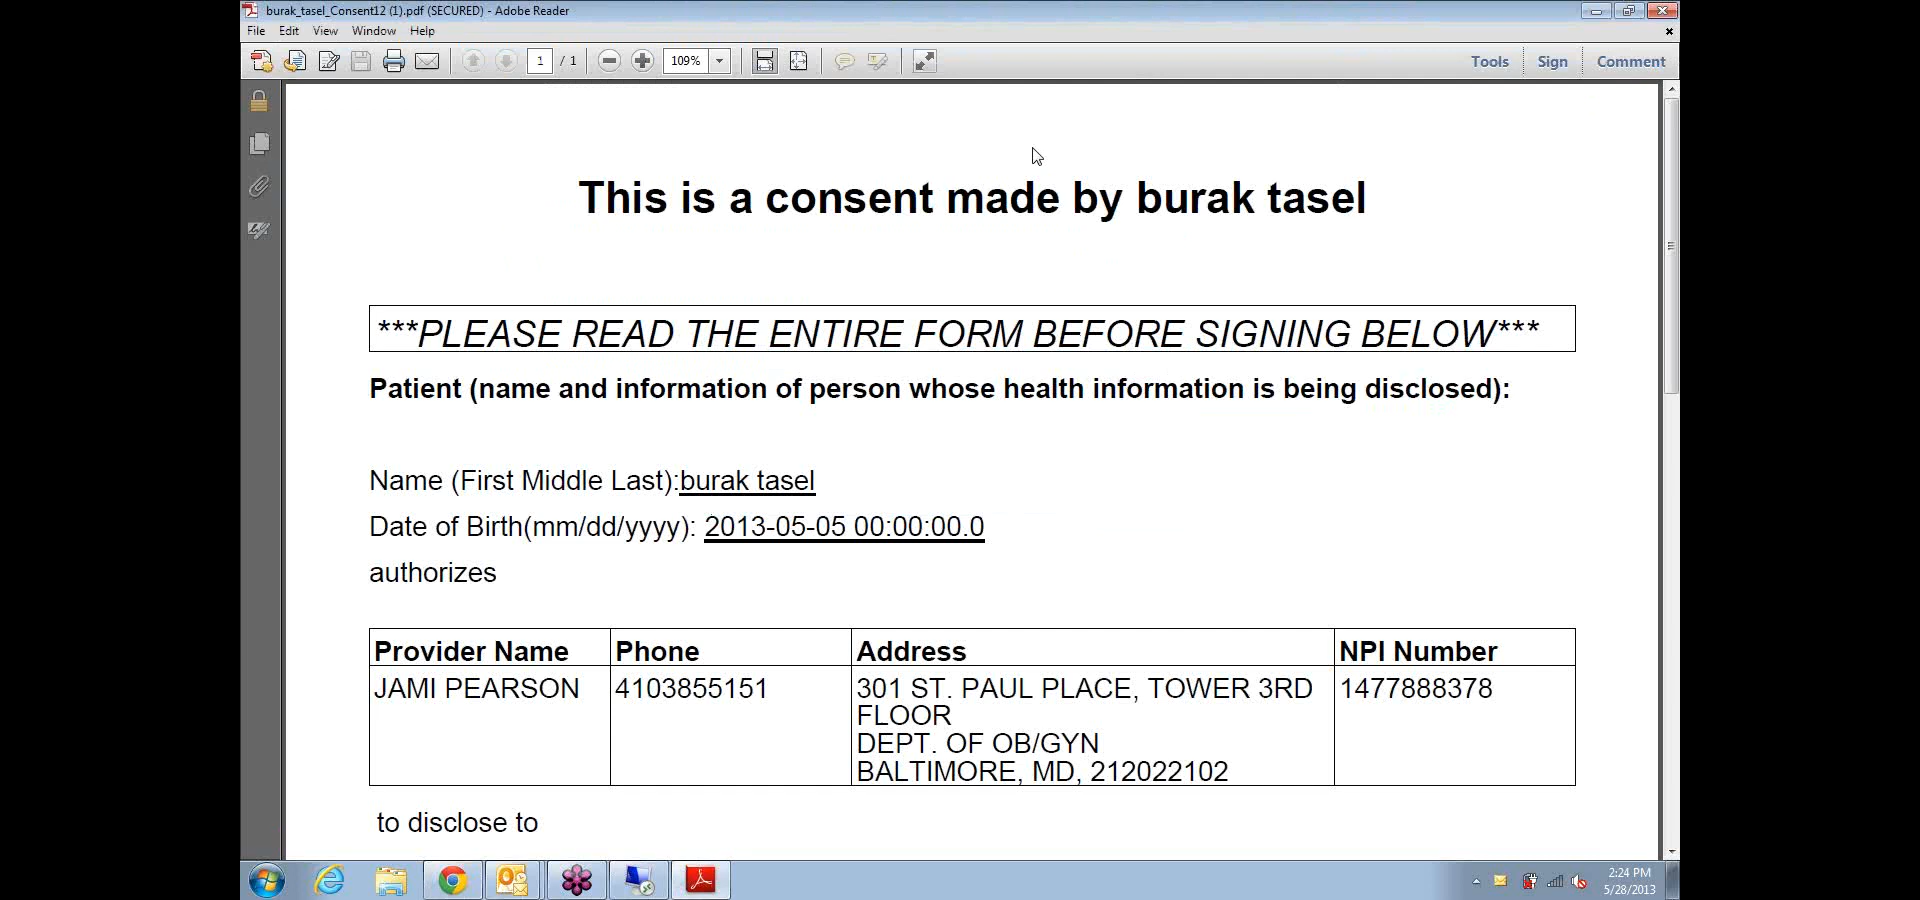 burak_tasel_Consent12 (1).pdf (SECURED) - Adobe Reader
File Edit View Window Help
1 / 1 109% Tools Sign Comment
This is a consent made by burak tasel
***PLEASE READ THE ENTIRE FORM BEFORE SIGNING BELOW***
Patient (name and information of person whose health information is being disclosed):
Name (First Middle Last):burak tasel
Date of Birth(mm/dd/yyyy): 2013-05-05 00:00:00.0
authorizes
Provider Name Phone Address NPI Number
JAMI PEARSON 4103855151 301 ST. PAUL PLACE, TOWER 3RD 1477888378
FLOOR
DEPT. OF OB/GYN
BALTIMORE, MD, 212022102
to disclose to
2:24 PM
5/28/2013